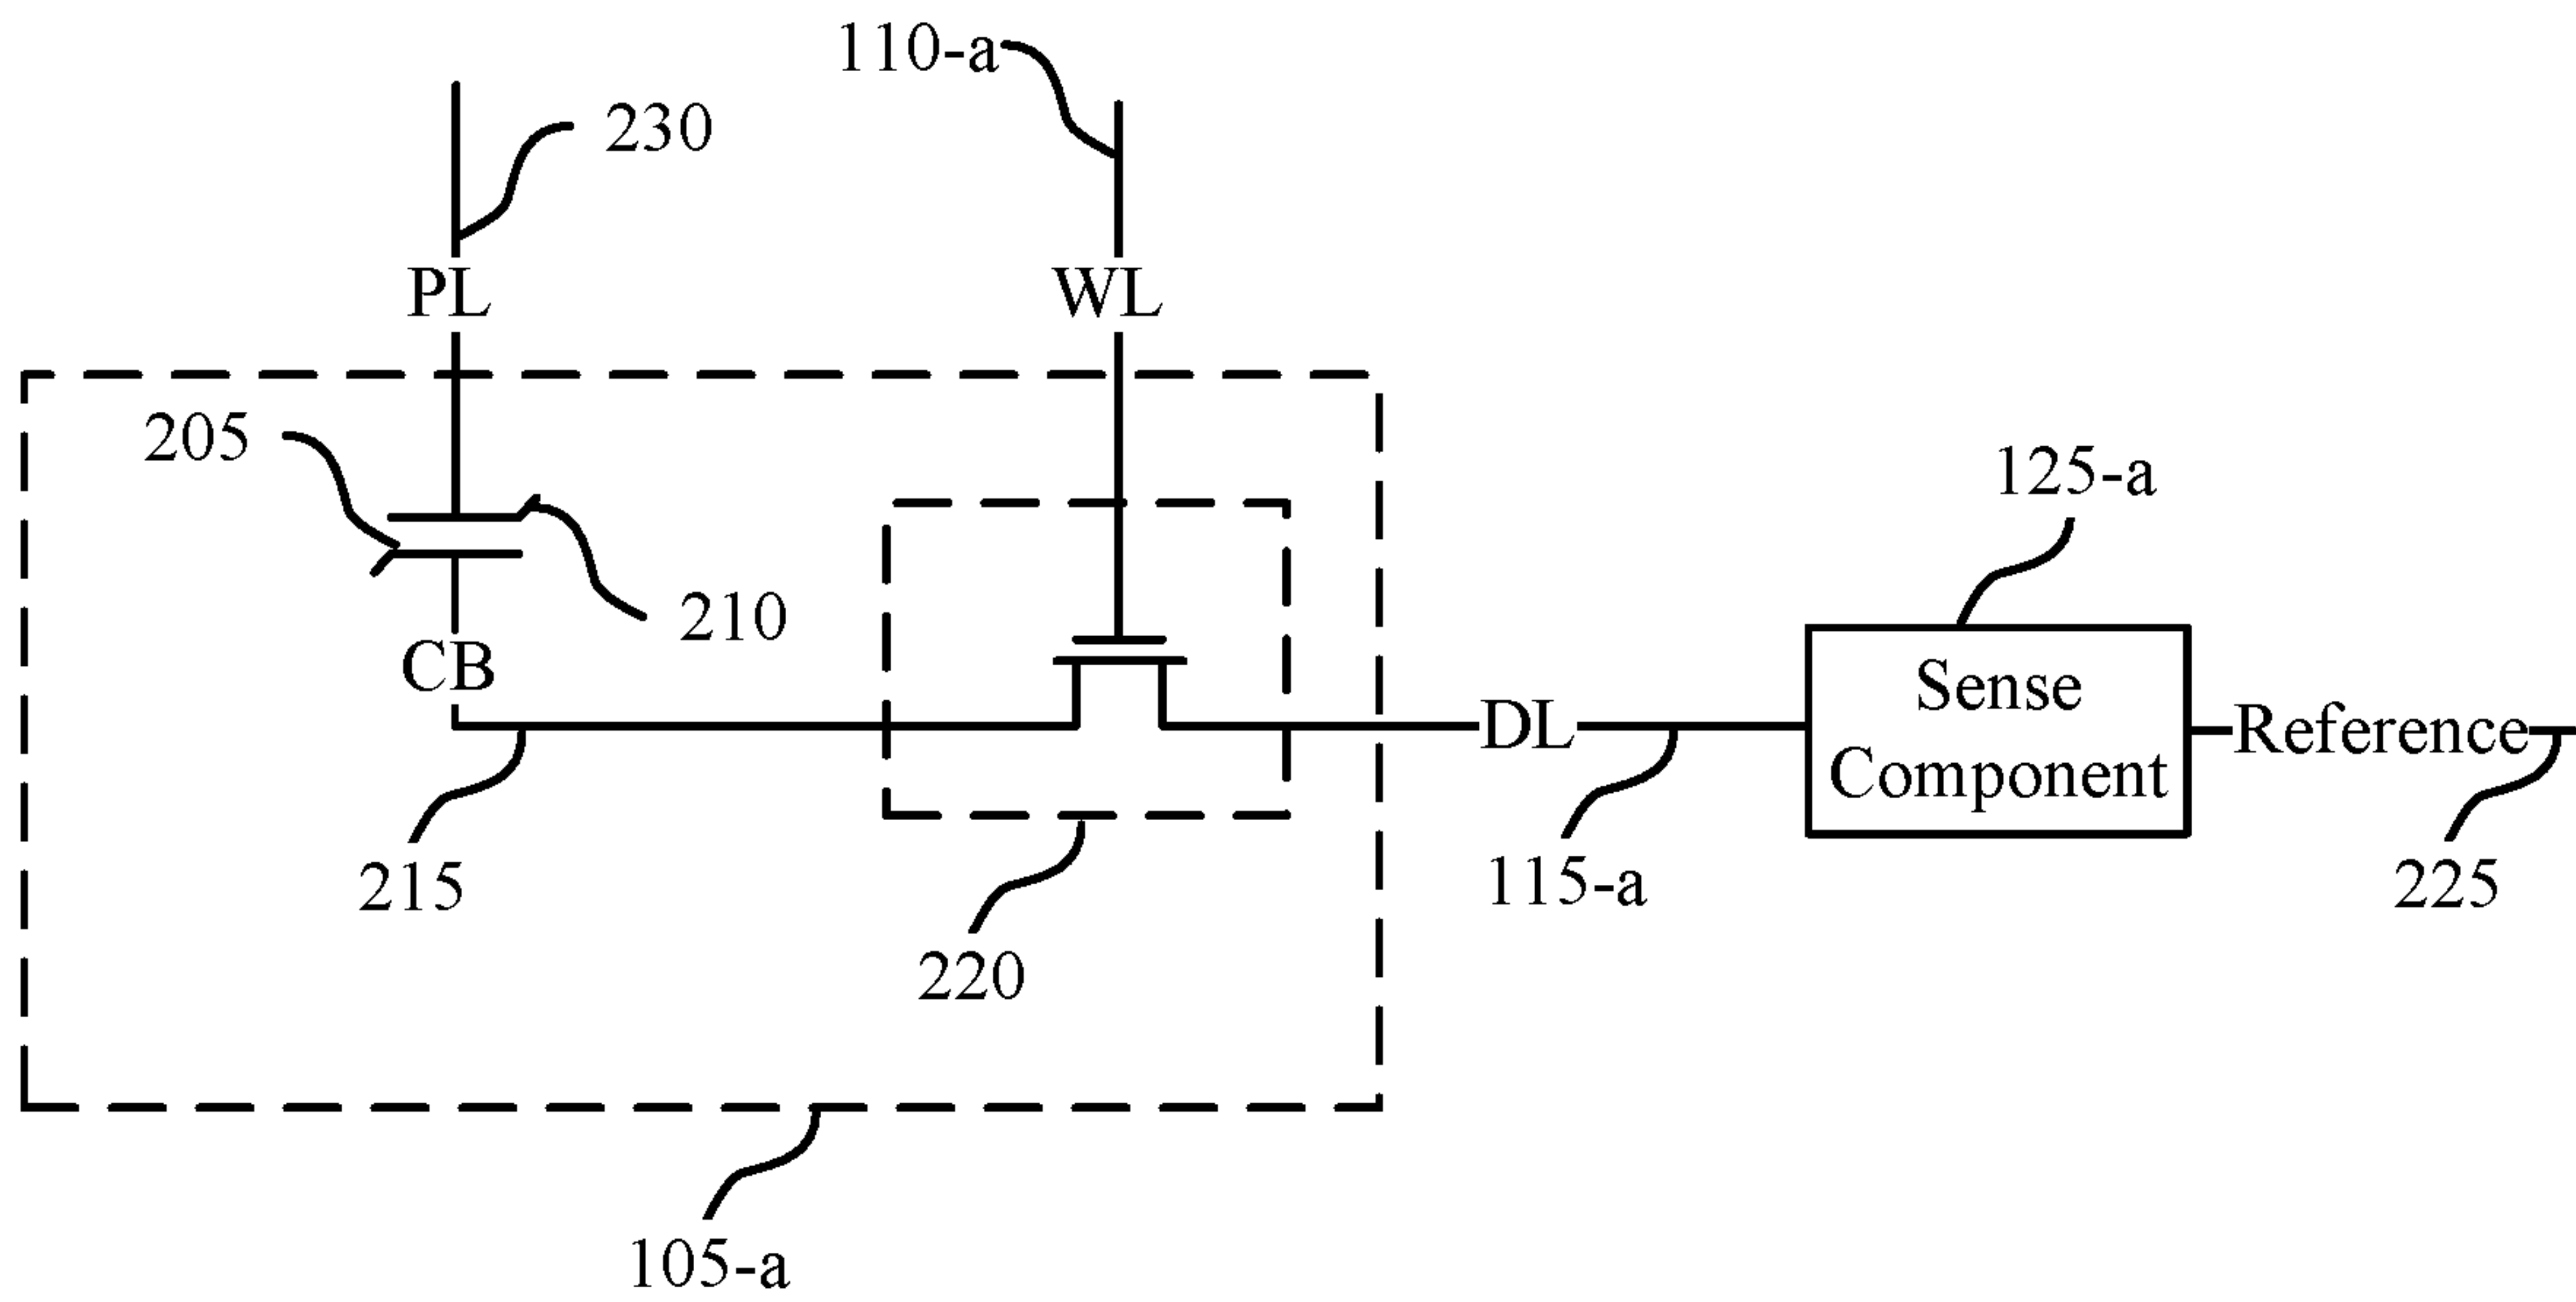 110-a
230
PL
WL
205
125-a
210
CB
Sense
Component
DL
Reference
215
115-a
225
220
105-a